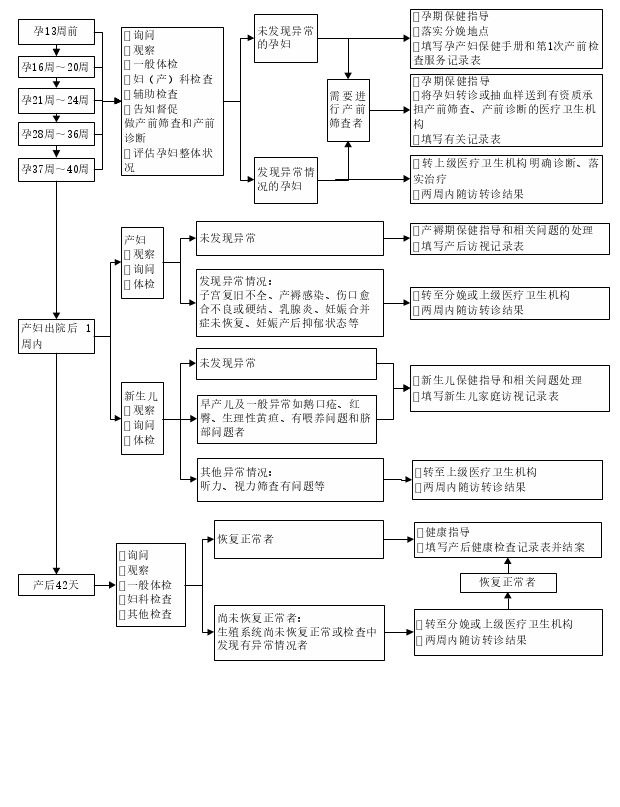 孕13周前
孕16周～20周
孕21周～24周
孕28周～36周
孕37周～40周
询问
观察
一般体检
妇（产）科检查
辅助检查
告知督促
做产前筛查和产前
诊断
评估孕妇整体状
况
未发现异常
的孕妇
需要进
行产前
筛查者
发现异常情
况的孕妇
孕期保健指导
落实分娩地点
填写孕产妇保健手册和第1次产前检
查服务记录表
孕期保健指导
将孕妇转诊或抽血样送到有资质承
担产前筛查、产前诊断的医疗卫生机
构
填写有关记录表
转上级医疗卫生机构明确诊断、落
实治疗
两周内随访转诊结果
产妇出院后 1
周内
产妇
观察
询问
体检
未发现异常
产褥期保健指导和相关问题的处理
填写产后访视记录表
发现异常情况：
子宫复旧不全、产褥感染、伤口愈
合不良或硬结、乳腺炎、妊娠合并
症未恢复、妊娠产后抑郁状态等
转至分娩或上级医疗卫生机构
两周内随访转诊结果
新生儿
观察
询问
体检
未发现异常
早产儿及一般异常如鹅口疮、红
臀、生理性黄疸、有喂养问题和脐
部问题者
新生儿保健指导和相关问题处理
填写新生儿家庭访视记录表
其他异常情况：
听力、视力筛查有问题等
转至上级医疗卫生机构
两周内随访转诊结果
产后42天
询问
观察
一般体检
妇科检查
其他检查
恢复正常者
健康指导
填写产后健康检查记录表并结案
恢复正常者
尚未恢复正常者：
生殖系统尚未恢复正常或检查中
发现有异常情况者
转至分娩或上级医疗卫生机构
两周内随访转诊结果